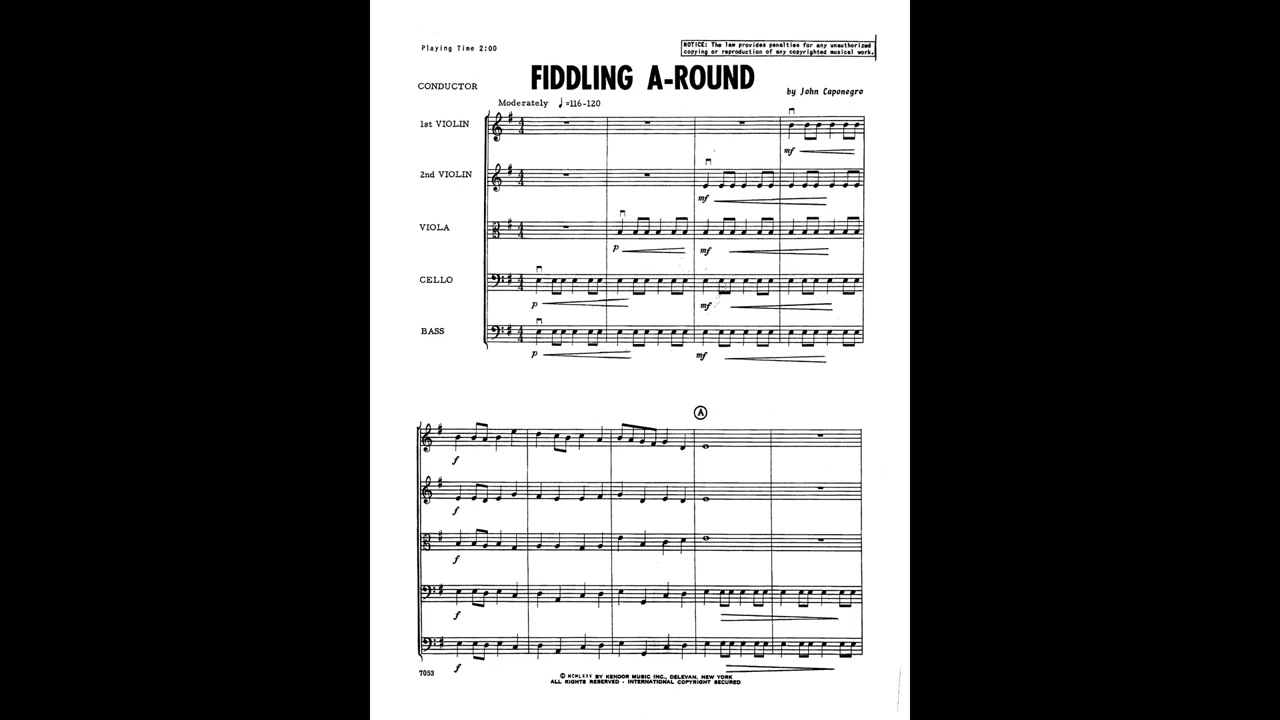 Playing Time 2:00
NOTICE: The law provides penalties for any unauthorized
copying or reproduction of any copyrighted musical work.
FIDDLING A-ROUND
CONDUCTOR
by John Caponegro
Moderately ♩=116-120
1st VIOLIN
mf
2nd VIOLIN
mf
VIOLA
p mf
CELLO
p mf
BASS
p mf
A
f
f
f
f
f
7053
© MCMLXXV BY KENDOR MUSIC INC., DELEVAN, NEW YORK
ALL RIGHTS RESERVED - INTERNATIONAL COPYRIGHT SECURED